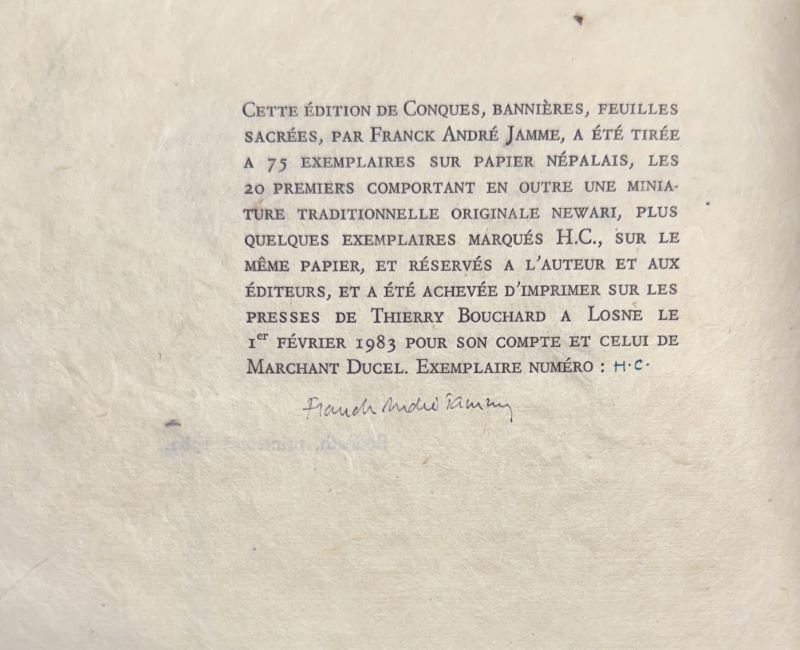 Cette édition de Conques, bannières, feuilles
sacrées, par Franck André Jamme, a été tirée
a 75 exemplaires sur papier népalais, les
20 premiers comportant en outre une minia-
ture traditionnelle originale newari, plus
quelques exemplaires marqués H.C., sur le
même papier, et réservés a l'auteur et aux
éditeurs, et a été achevée d'imprimer sur les
presses de Thierry Bouchard a Losne le
1er février 1983 pour son compte et celui de
Marchant Ducel. Exemplaire numéro : H.C.
Franck André Jamme